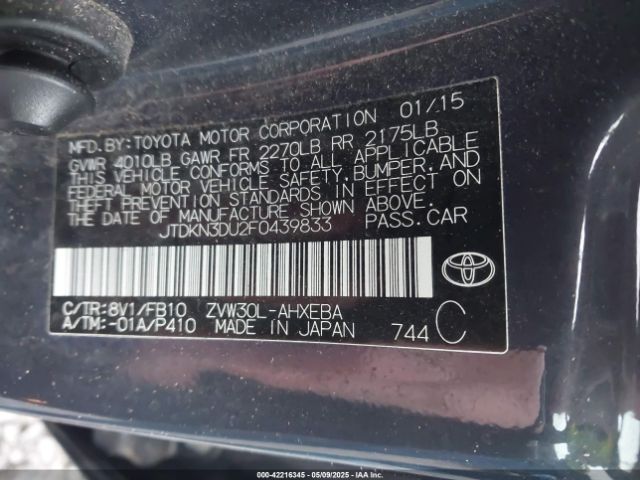 MFD. BY: TOYOTA MOTOR CORPORATION 01/15
GVWR 4010LB GAWR FR 2270LB RR 2175LB
THIS VEHICLE CONFORMS TO ALL APPLICABLE
FEDERAL MOTOR VEHICLE SAFETY, BUMPER, AND
THEFT PREVENTION STANDARDS IN EFFECT ON
THE DATE OF MANUFACTURE SHOWN ABOVE.
JTDKN3DU2F0439833 PASS. CAR
C/TR: 8V1/FB10 ZVW30L-AHXEBA
A/TM: -01A/P410 MADE IN JAPAN 744 C
000-42216345 - 05/09/2025 - IAA Inc.